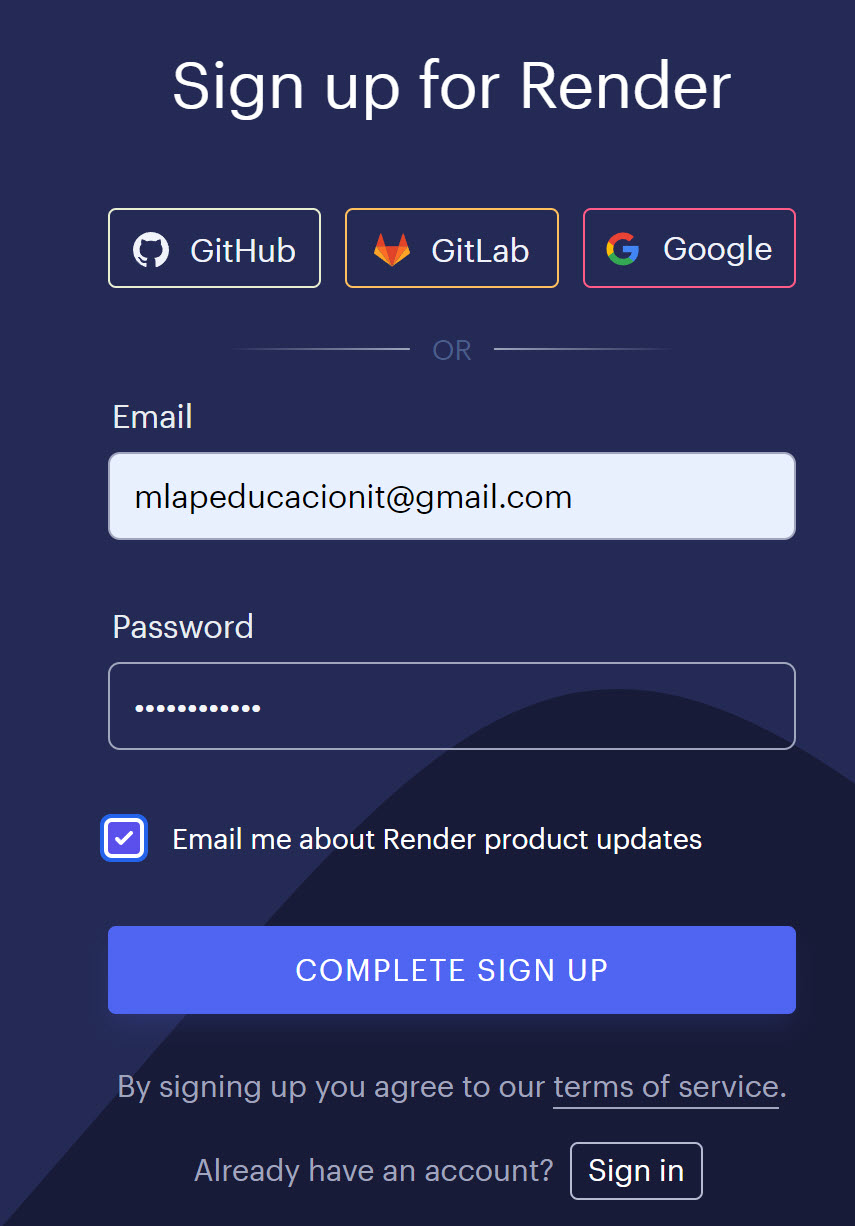 Sign up for Render
GitHub GitLab Google
OR
Email
mlapeducacionit@gmail.com
Password
••••••••••••
Email me about Render product updates
COMPLETE SIGN UP
By signing up you agree to our terms of service.
Already have an account? Sign in